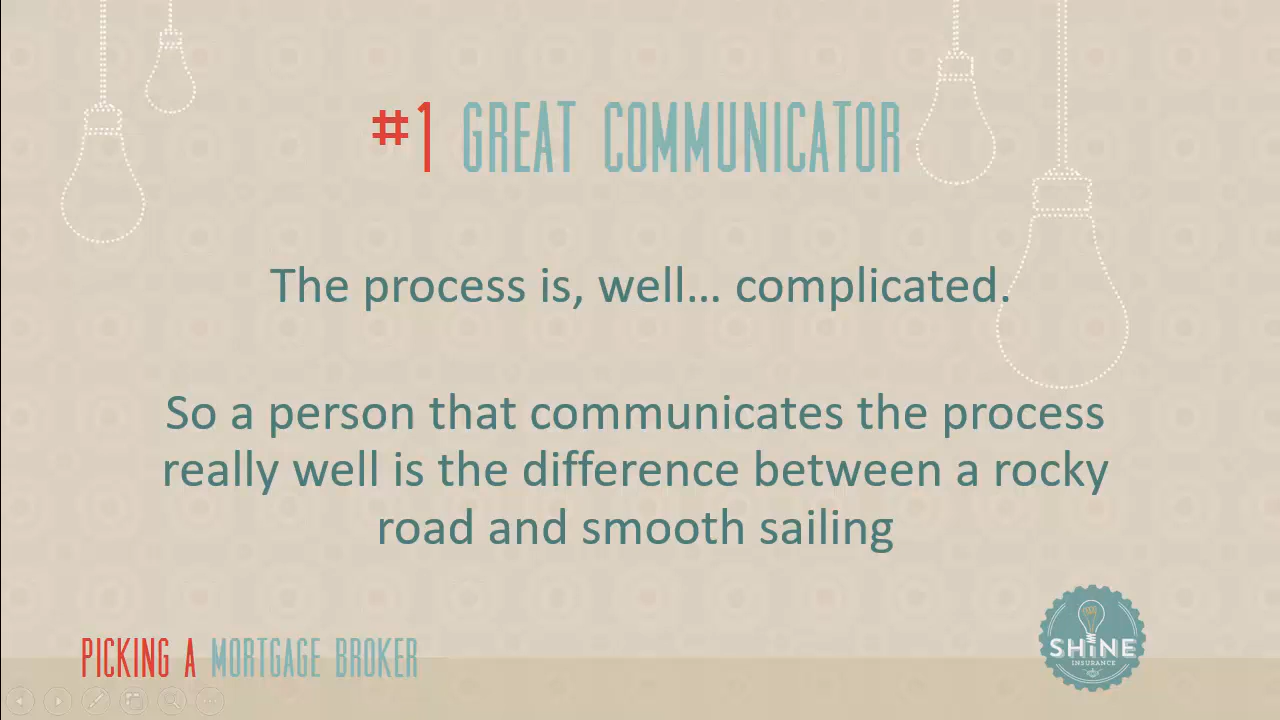 #1 GREAT COMMUNICATOR
The process is, well... complicated.
So a person that communicates the process
really well is the difference between a rocky
road and smooth sailing
PICKING A MORTGAGE BROKER
SHiNE
INSURANCE